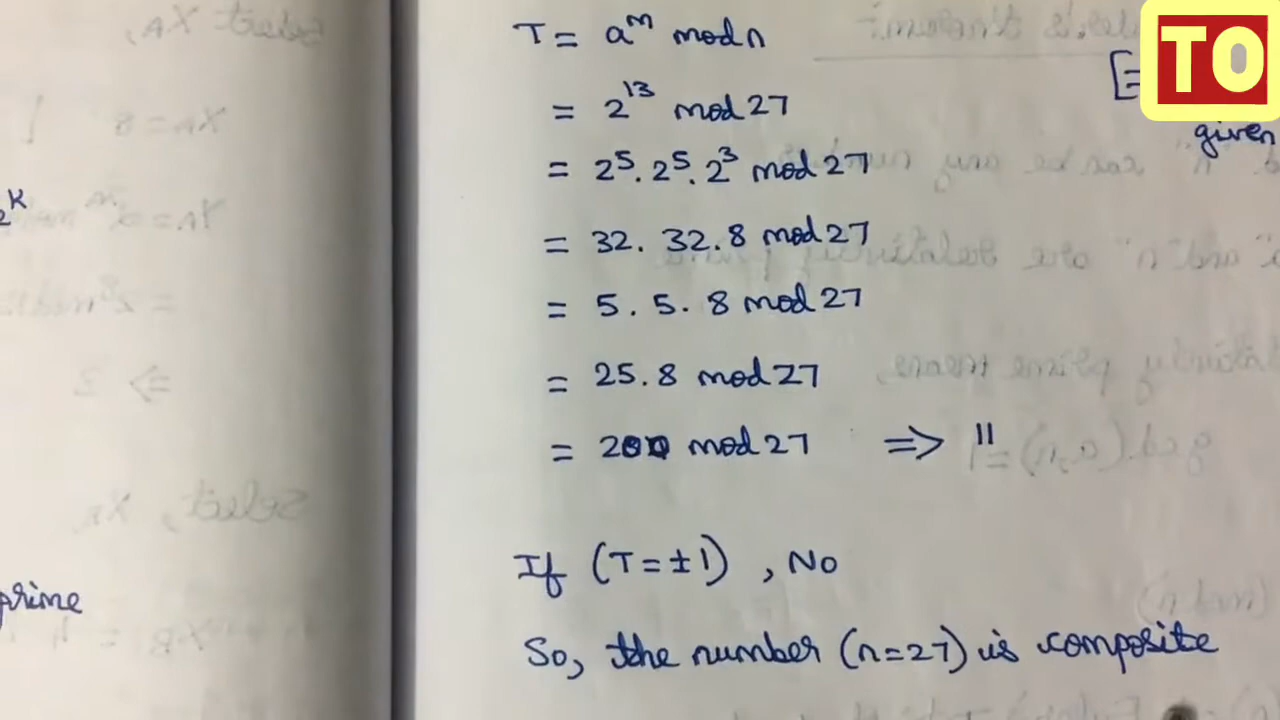 T = a^m mod n
= 2^13 mod 27
= 2^5 . 2^5 . 2^3 mod 27
= 32 . 32 . 8 mod 27
= 5 . 5 . 8 mod 27
= 25 . 8 mod 27
= 200 mod 27 => 11
If (T = ±1) , No
So, the number (n=27) is composite
2^K
prime
TO
given